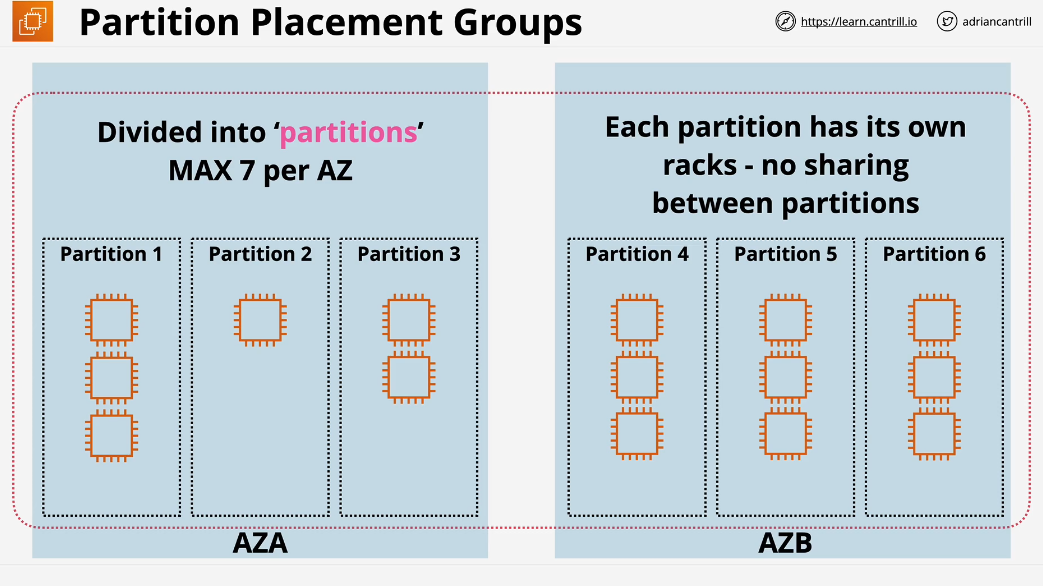 Partition Placement Groups
https://learn.cantrill.io
adriancantrill
Divided into ‘partitions’
MAX 7 per AZ
Each partition has its own
racks - no sharing
between partitions
Partition 1
Partition 2
Partition 3
Partition 4
Partition 5
Partition 6
AZA
AZB